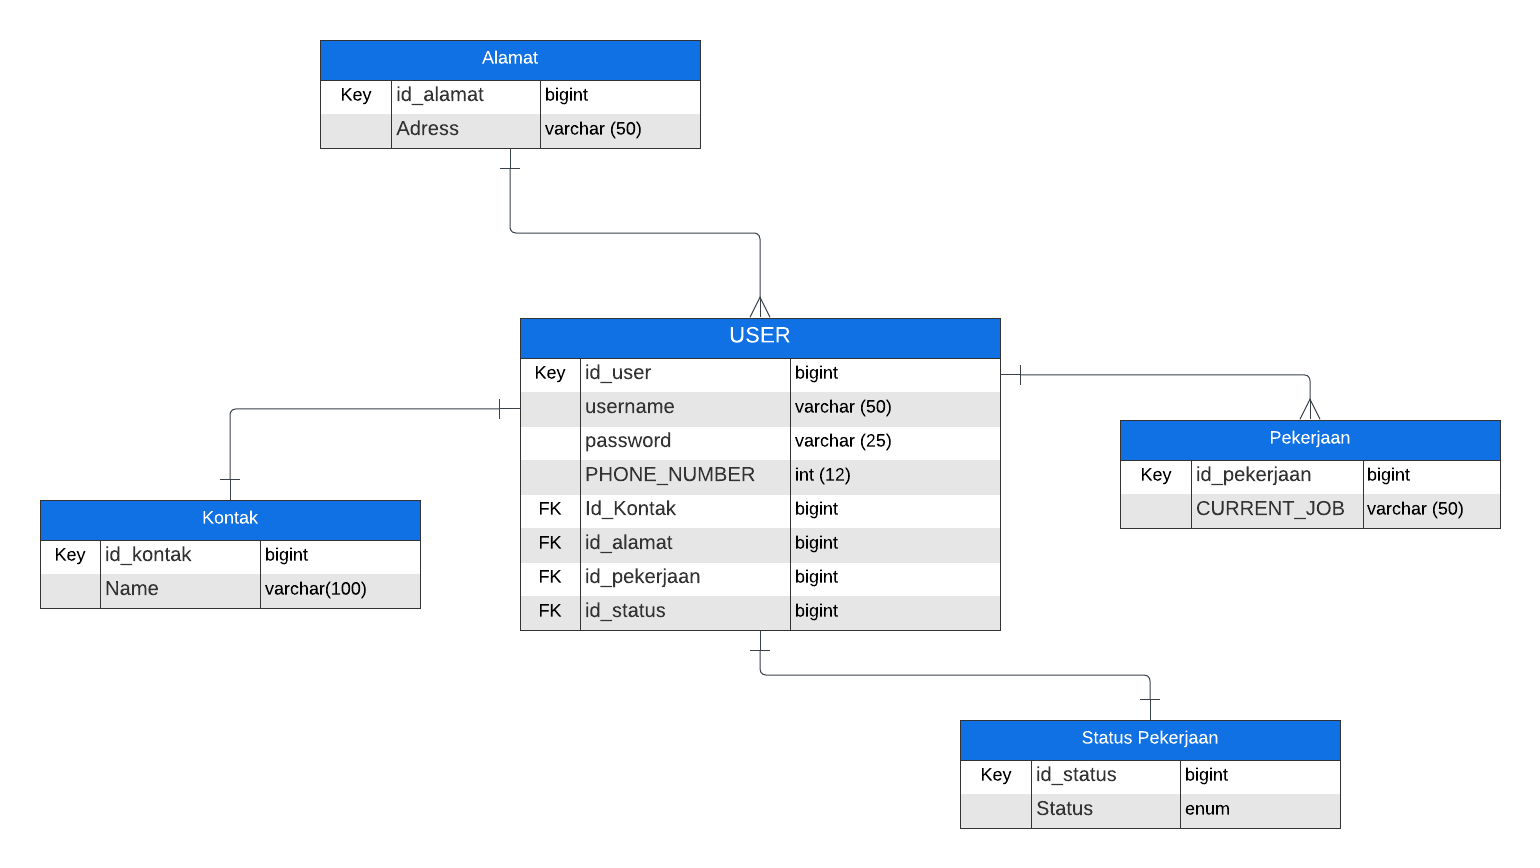 Alamat
Key id_alamat bigint
Adress varchar (50)
USER
Key id_user bigint
username varchar (50)
password varchar (25)
PHONE_NUMBER int (12)
FK Id_Kontak bigint
FK id_alamat bigint
FK id_pekerjaan bigint
FK id_status bigint
Pekerjaan
Key id_pekerjaan bigint
CURRENT_JOB varchar (50)
Kontak
Key id_kontak bigint
Name varchar(100)
Status Pekerjaan
Key id_status bigint
Status enum